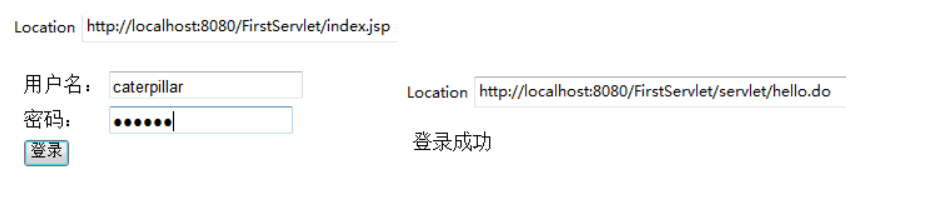 Location http://localhost:8080/FirstServlet/index.jsp
用户名： caterpillar
密码： ●●●●●●
登录
Location http://localhost:8080/FirstServlet/servlet/hello.do
登录成功